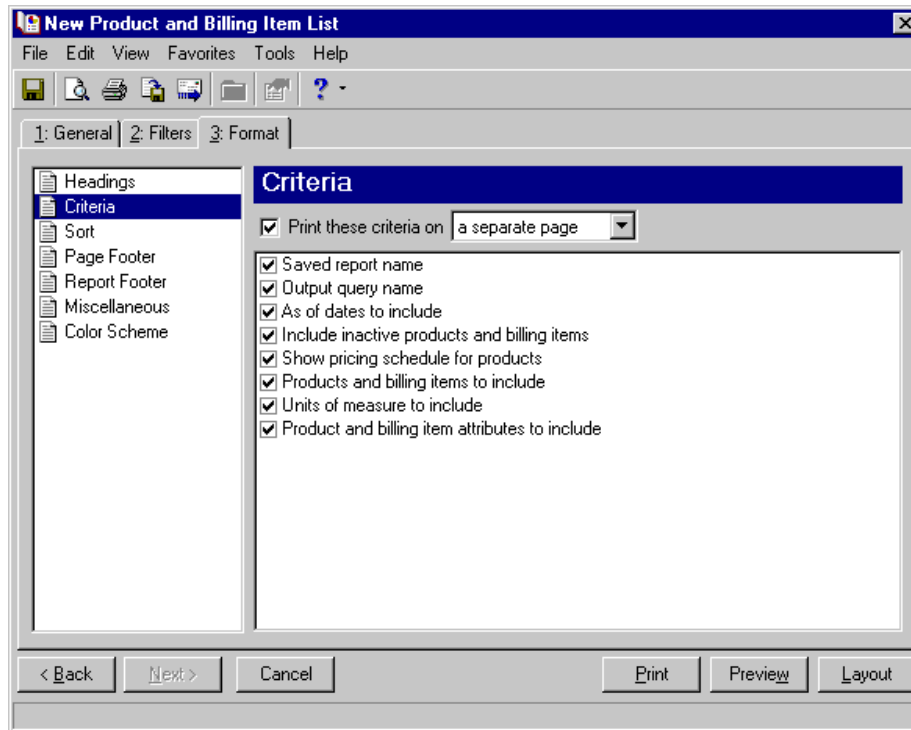 New Product and Billing Item List
File Edit View Favorites Tools Help
?
1: General 2: Filters 3: Format
Headings
Criteria
Sort
Page Footer
Report Footer
Miscellaneous
Color Scheme
Criteria
Print these criteria on a separate page
Saved report name
Output query name
As of dates to include
Include inactive products and billing items
Show pricing schedule for products
Products and billing items to include
Units of measure to include
Product and billing item attributes to include
< Back Next > Cancel Print Preview Layout